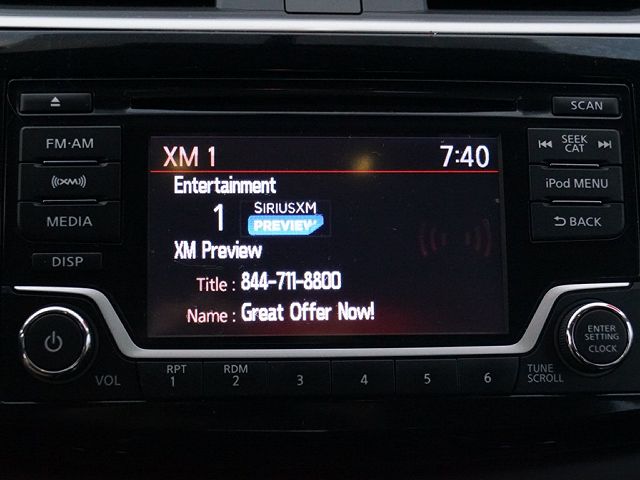 SCAN
FM·AM
XM 1 7:40
SEEK
CAT
Entertainment
(XM)
1 SIRIUSXM
PREVIEW
iPod MENU
MEDIA
BACK
XM Preview
DISP
Title : 844-711-8800
Name : Great Offer Now!
ENTER
SETTING
CLOCK
VOL
RPT
1
RDM
2
3
4
5
6
TUNE
SCROLL